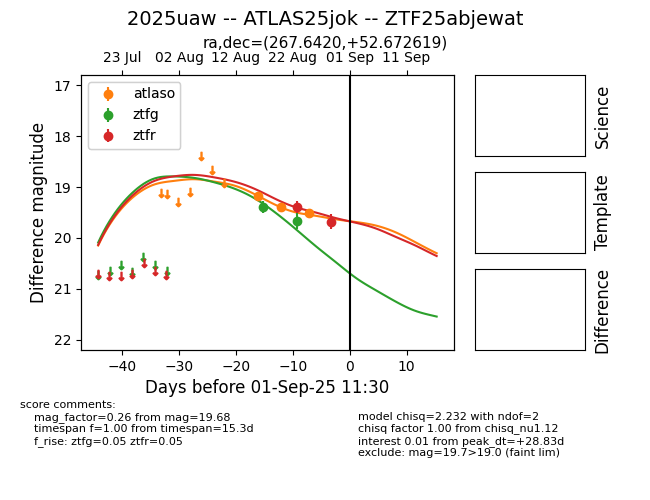 2025uaw -- ATLAS25jok -- ZTF25abjewat
ra,dec=(267.6420,+52.672619)
23 Jul 02 Aug 12 Aug 22 Aug 01 Sep 11 Sep
atlaso
ztfg
ztfr
17
18
19
20
21
22
Difference magnitude
−40 −30 −20 −10 0 10
Days before 01-Sep-25 11:30
Science
Template
Difference
score comments:
mag_factor=0.26 from mag=19.68
timespan f=1.00 from timespan=15.3d
f_rise: ztfg=0.05 ztfr=0.05
model chisq=2.232 with ndof=2
chisq factor 1.00 from chisq_nu1.12
interest 0.01 from peak_dt=+28.83d
exclude: mag=19.7>19.0 (faint lim)